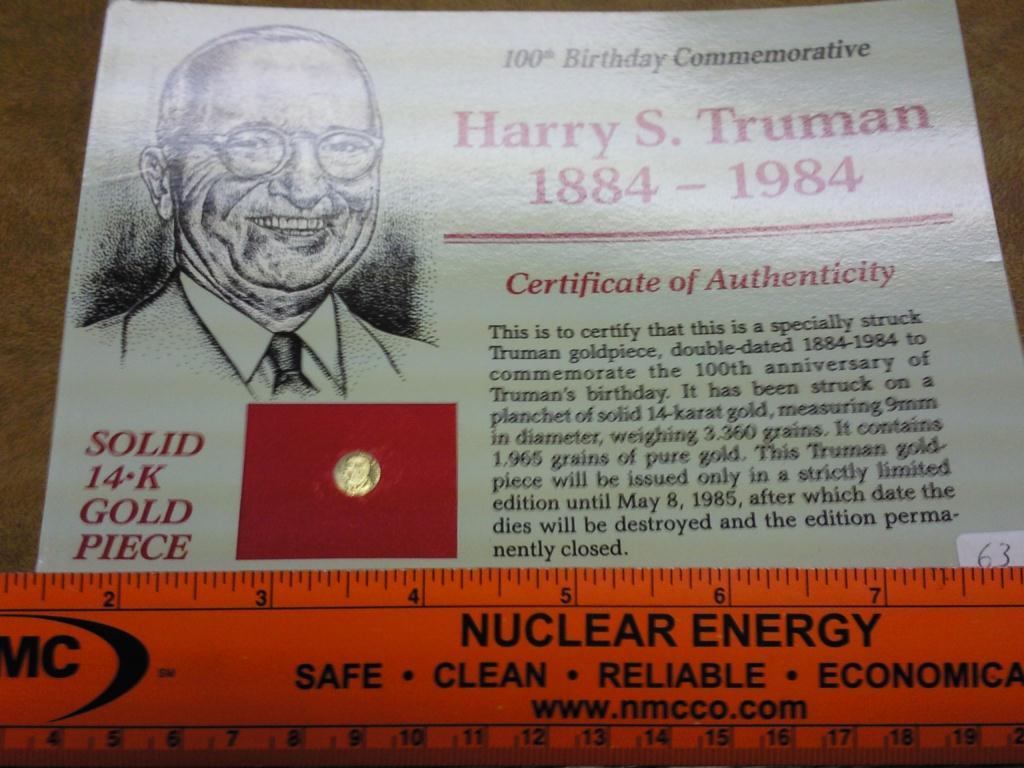 100th Birthday Commemorative
Harry S. Truman
1884 – 1984
Certificate of Authenticity
This is to certify that this is a specially struck
Truman goldpiece, double-dated 1884-1984 to
commemorate the 100th anniversary of
Truman's birthday. It has been struck on a
planchet of solid 14-karat gold, measuring 9mm
in diameter, weighing 3.360 grains. It contains
1.965 grains of pure gold. This Truman gold-
piece will be issued only in a strictly limited
edition until May 8, 1985, after which date the
dies will be destroyed and the edition perma-
nently closed.
SOLID
14·K
GOLD
PIECE
63
2 3 4 5 6 7
MC SM
NUCLEAR ENERGY
SAFE • CLEAN • RELIABLE • ECONOMICA
www.nmcco.com
4 5 6 7 8 9 10 11 12 13 14 15 16 17 18 19 2